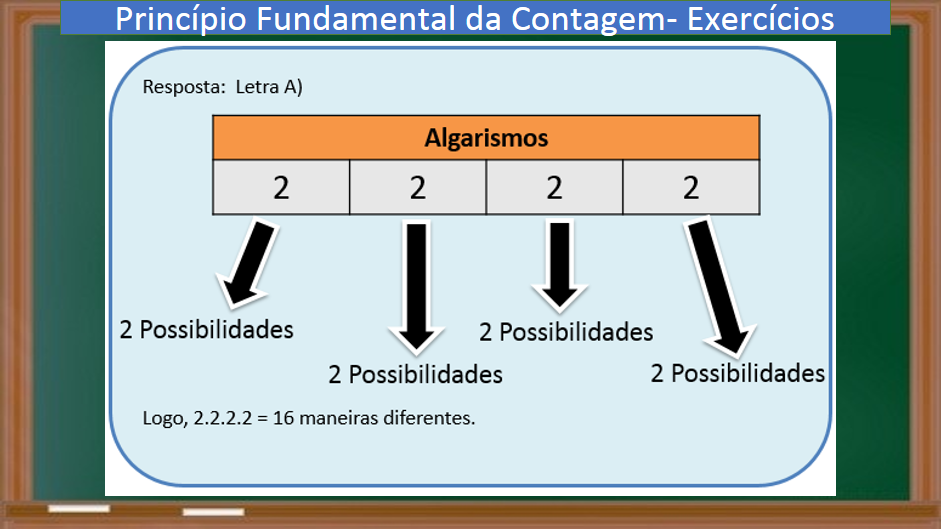 Princípio Fundamental da Contagem- Exercícios
Resposta:  Letra A)
Algarismos
2 2 2 2
2 Possibilidades
2 Possibilidades
2 Possibilidades
2 Possibilidades
Logo, 2.2.2.2 = 16 maneiras diferentes.